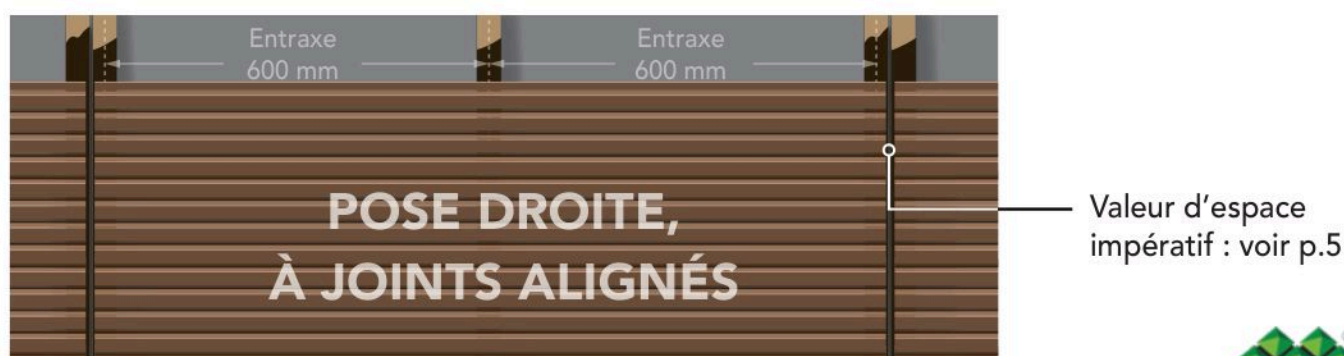 Entraxe
600 mm
Entraxe
600 mm
POSE DROITE,
À JOINTS ALIGNÉS
Valeur d'espace
impératif : voir p.5